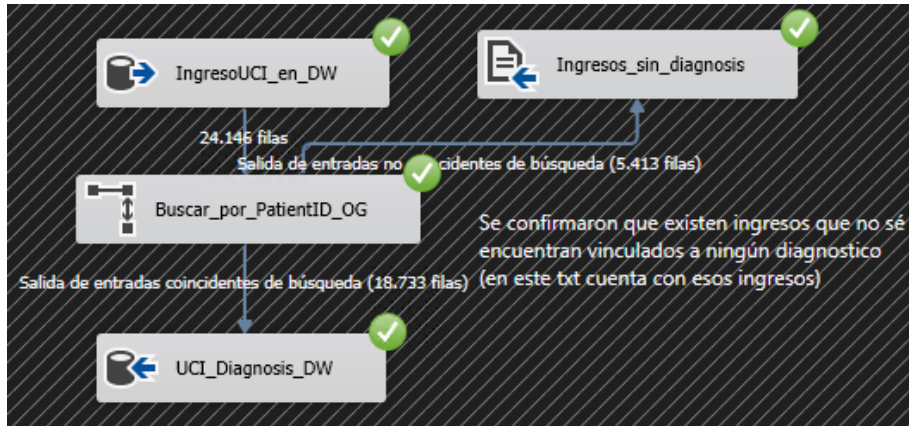 IngresoUCI_en_DW
Ingresos_sin_diagnosis
24.146 filas
Salida de entradas no cidentes de búsqueda (5.413 filas)
Buscar_por_PatientID_OG
Se confirmaron que existen ingresos que no sé
encuentran vinculados a ningún diagnostico
(en este txt cuenta con esos ingresos)
Salida de entradas coincidentes de búsqueda (18.733 filas)
UCI_Diagnosis_DW